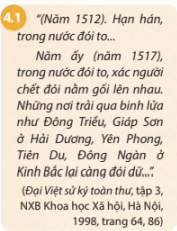 4.1 "(Năm 1512). Hạn hán,
trong nước đói to...
Năm ấy (năm 1517),
trong nước đói to, xác người
chết đói nằm gối lên nhau.
Những nơi trải qua binh lửa
như Đông Triều, Giáp Sơn
ở Hải Dương, Yên Phong,
Tiên Du, Đông Ngàn ở
Kinh Bắc lại càng đói dữ...".
(Đại Việt sử ký toàn thư, tập 3,
NXB Khoa học Xã hội, Hà Nội,
1998, trang 64, 86)